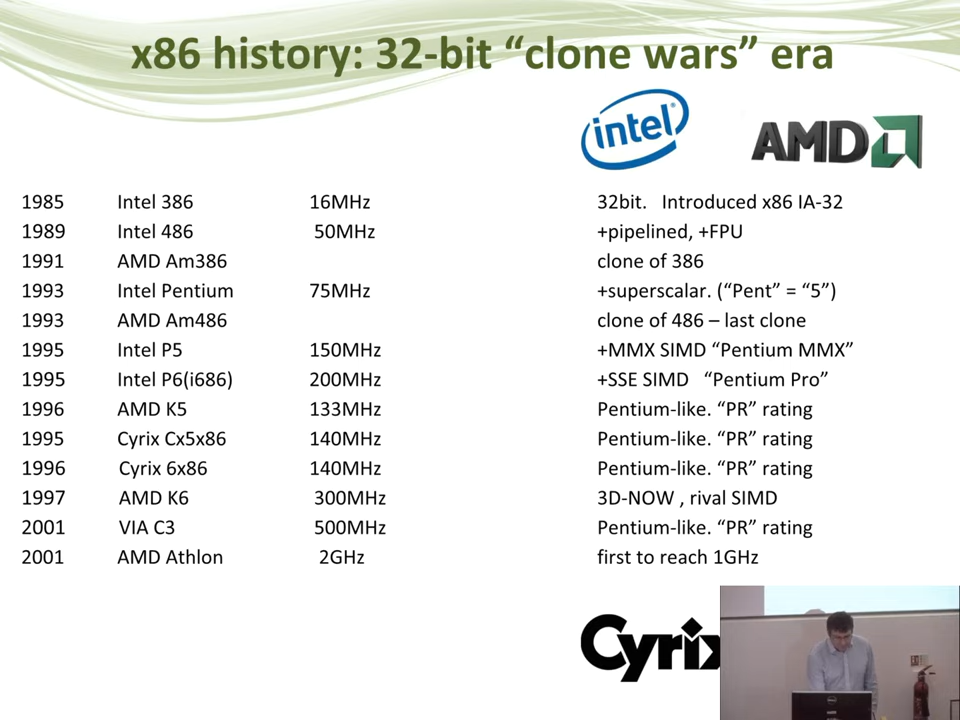 x86 history: 32-bit “clone wars” era
intel
AMD
1985 Intel 386 16MHz 32bit. Introduced x86 IA-32
1989 Intel 486 50MHz +pipelined, +FPU
1991 AMD Am386 clone of 386
1993 Intel Pentium 75MHz +superscalar. (“Pent” = “5”)
1993 AMD Am486 clone of 486 – last clone
1995 Intel P5 150MHz +MMX SIMD “Pentium MMX”
1995 Intel P6(i686) 200MHz +SSE SIMD “Pentium Pro”
1996 AMD K5 133MHz Pentium-like. “PR” rating
1995 Cyrix Cx5x86 140MHz Pentium-like. “PR” rating
1996 Cyrix 6x86 140MHz Pentium-like. “PR” rating
1997 AMD K6 300MHz 3D-NOW , rival SIMD
2001 VIA C3 500MHz Pentium-like. “PR” rating
2001 AMD Athlon 2GHz first to reach 1GHz
Cyrix